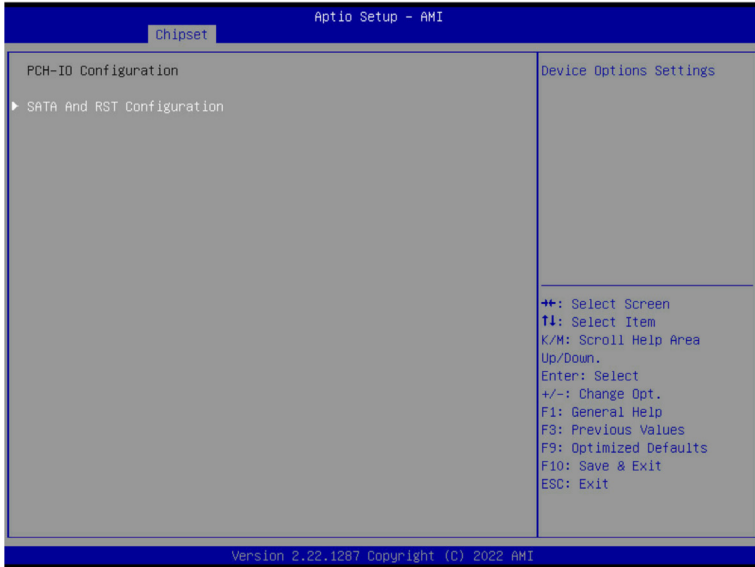 Aptio Setup – AMI
Chipset
PCH-IO Configuration
▶ SATA And RST Configuration
Device Options Settings
→←: Select Screen
↑↓: Select Item
K/M: Scroll Help Area
Up/Down.
Enter: Select
+/-: Change Opt.
F1: General Help
F3: Previous Values
F9: Optimized Defaults
F10: Save & Exit
ESC: Exit
Version 2.22.1287 Copyright (C) 2022 AMI